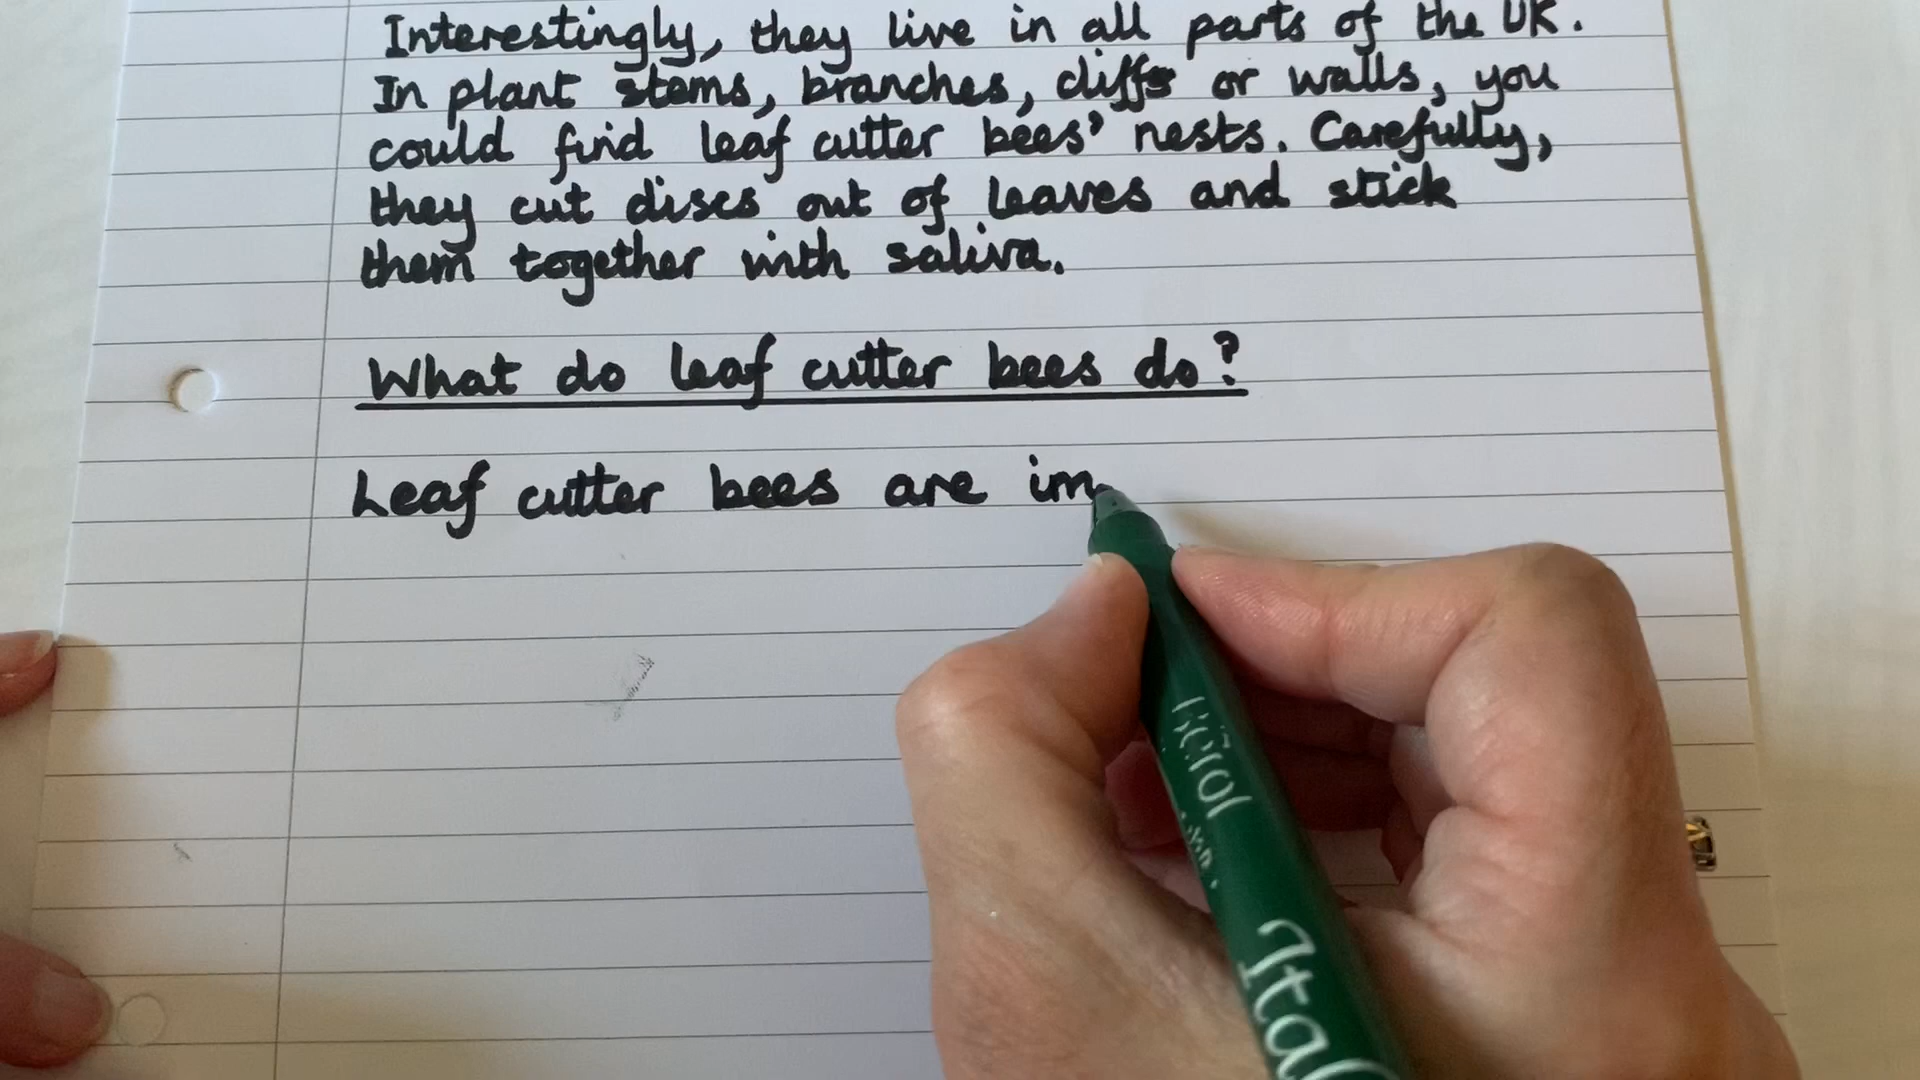 Interestingly, they live in all parts of the UK.
In plant stems, branches, cliffs or walls, you
could find leaf cutter bees' nests. Carefully,
they cut discs out of leaves and stick
them together with saliva.
What do leaf cutter bees do?
Leaf cutter bees are im
BEROL
Ital